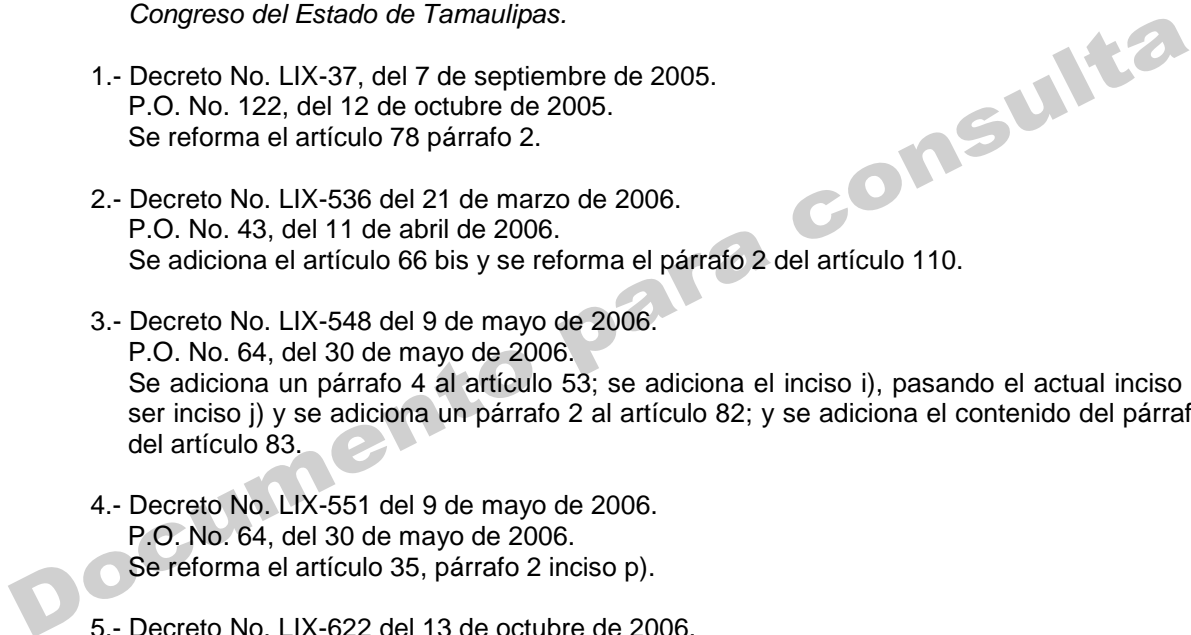 Congreso del Estado de Tamaulipas.
1.- Decreto No. LIX-37, del 7 de septiembre de 2005.
P.O. No. 122, del 12 de octubre de 2005.
Se reforma el artículo 78 párrafo 2.
2.- Decreto No. LIX-536 del 21 de marzo de 2006.
P.O. No. 43, del 11 de abril de 2006.
Se adiciona el artículo 66 bis y se reforma el párrafo 2 del artículo 110.
3.- Decreto No. LIX-548 del 9 de mayo de 2006.
P.O. No. 64, del 30 de mayo de 2006.
Se adiciona un párrafo 4 al artículo 53; se adiciona el inciso i), pasando el actual inciso
ser inciso j) y se adiciona un párrafo 2 al artículo 82; y se adiciona el contenido del párraf
del artículo 83.
4.- Decreto No. LIX-551 del 9 de mayo de 2006.
P.O. No. 64, del 30 de mayo de 2006.
Se reforma el artículo 35, párrafo 2 inciso p).
5.- Decreto No. LIX-622 del 13 de octubre de 2006.
Documento para consulta